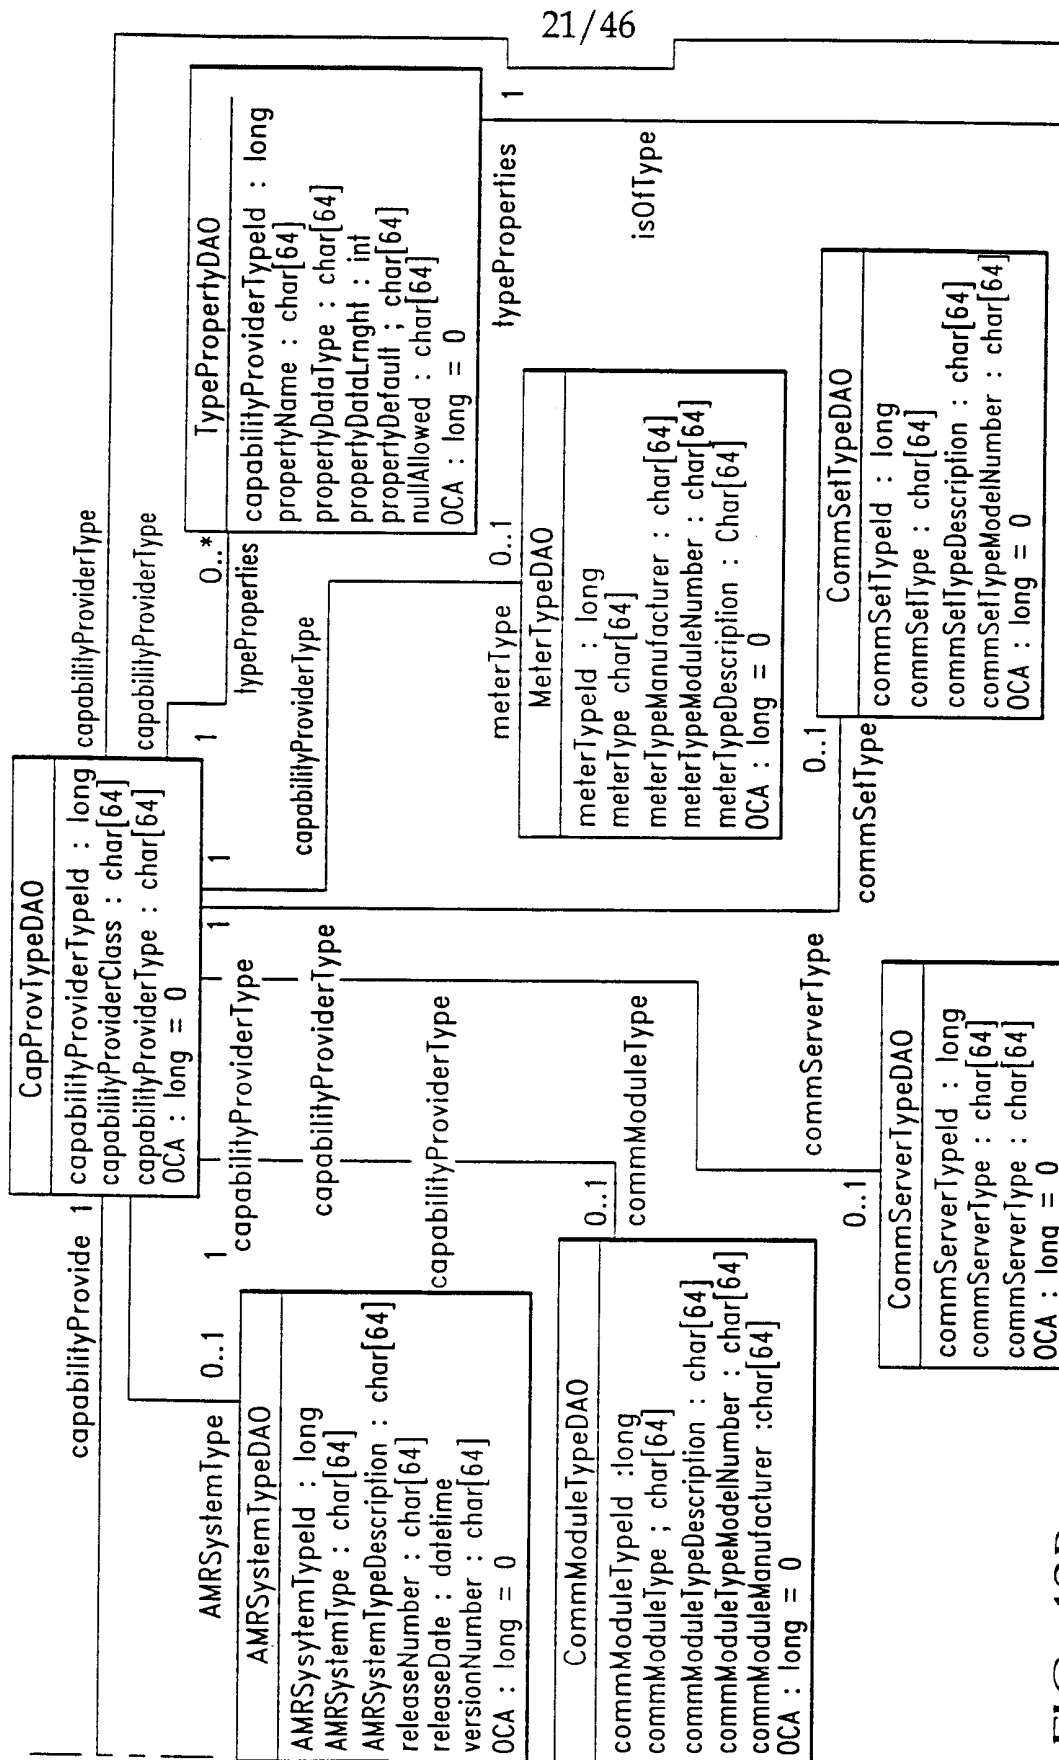 21/46
CapProvTypeDAO
capabilityProviderTypeId : long
capabilityProviderClass : char[64]
capabilityProviderType : char[64]
OCA : long = 0
capabilityProvide 1
capabilityProviderType
capabilityProviderType
1
0..*
typeProperties
TypePropertyDAO
capabilityProviderTypeId : long
propertyName : char[64]
propertyDataType : char[64]
propertyDataLrnght : int
propertyDefault ; char[64]
nullAllowed : char[64]
OCA : long = 0
1
typeProperties
isOfType
1
capabilityProviderType
meterType
0..1
MeterTypeDAO
meterTypeId : long
meterType char[64]
meterTypeManufacturer : char[64]
meterTypeModuleNumber : char[64]
meterTypeDescription : Char[64]
OCA : long = 0
1
0..1
commSetType
CommSetTypeDAO
commSetTypeId : long
commSetType : char[64]
commSetTypeDescription : char[64]
commSetTypeModelNumber : char[64]
OCA : long = 0
1
capabilityProviderType
capabilityProviderType
capabilityProviderType
AMRSystemType
0..1
AMRSystemTypeDAO
AMRSysytemTypeId : long
AMRSystemType : char[64]
AMRSystemTypeDescription : char[64]
releaseNumber : char[64]
releaseDate : datetime
versionNumber : char[64]
OCA : long = 0
0..1
commModuleType
CommModuleTypeDAO
commModuleTypeId :long
commModuleType ; char[64]
commModuleTypeDescription : char[64]
commModuleTypeModelNumber : char[64]
commModuleManufacturer :char[64]
OCA : long = 0
commServerType
0..1
CommServerTypeDAO
commServerTypeId : long
commServerType : char[64]
commServerType : char[64]
OCA : long = 0